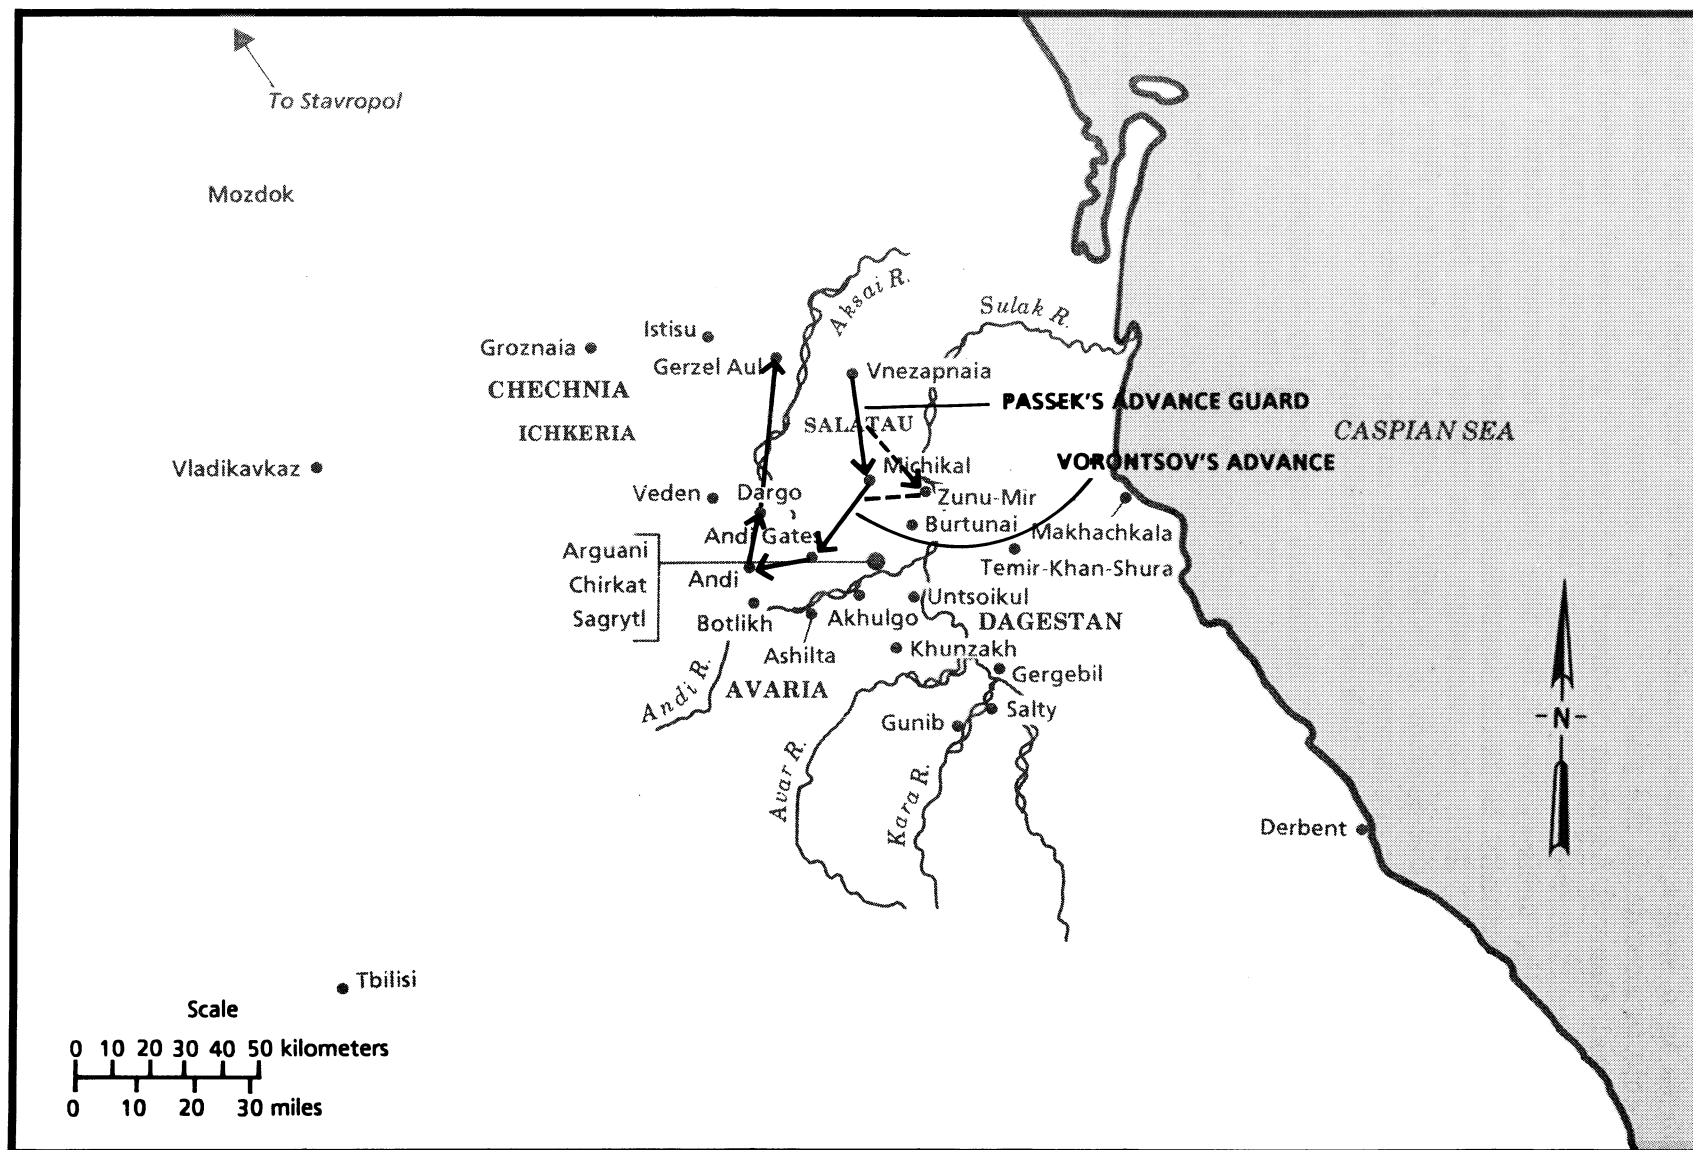 To Stavropol
Mozdok
Aksai R.
Sulak R.
Istisu
Groznaia
Gerzel Aul
Vnezapnaia
CHECHNIA
PASSEK'S ADVANCE GUARD
SALATAU
ICHKERIA
CASPIAN SEA
Michikal
VORONTSOV'S ADVANCE
Vladikavkaz
Veden
Dargo
Zunu-Mir
Burtunai
Makhachkala
Andi Gates
Arguani
Temir-Khan-Shura
Andi
Chirkat
Untsoikul
Sagrytl
Botlikh
Akhulgo
DAGESTAN
Ashilta
Khunzakh
Gergebil
AVARIA
Andi R.
Salty
Gunib
-N-
Avar R.
Kara R.
Derbent
Tbilisi
Scale
0 10 20 30 40 50 kilometers
0 10 20 30 miles